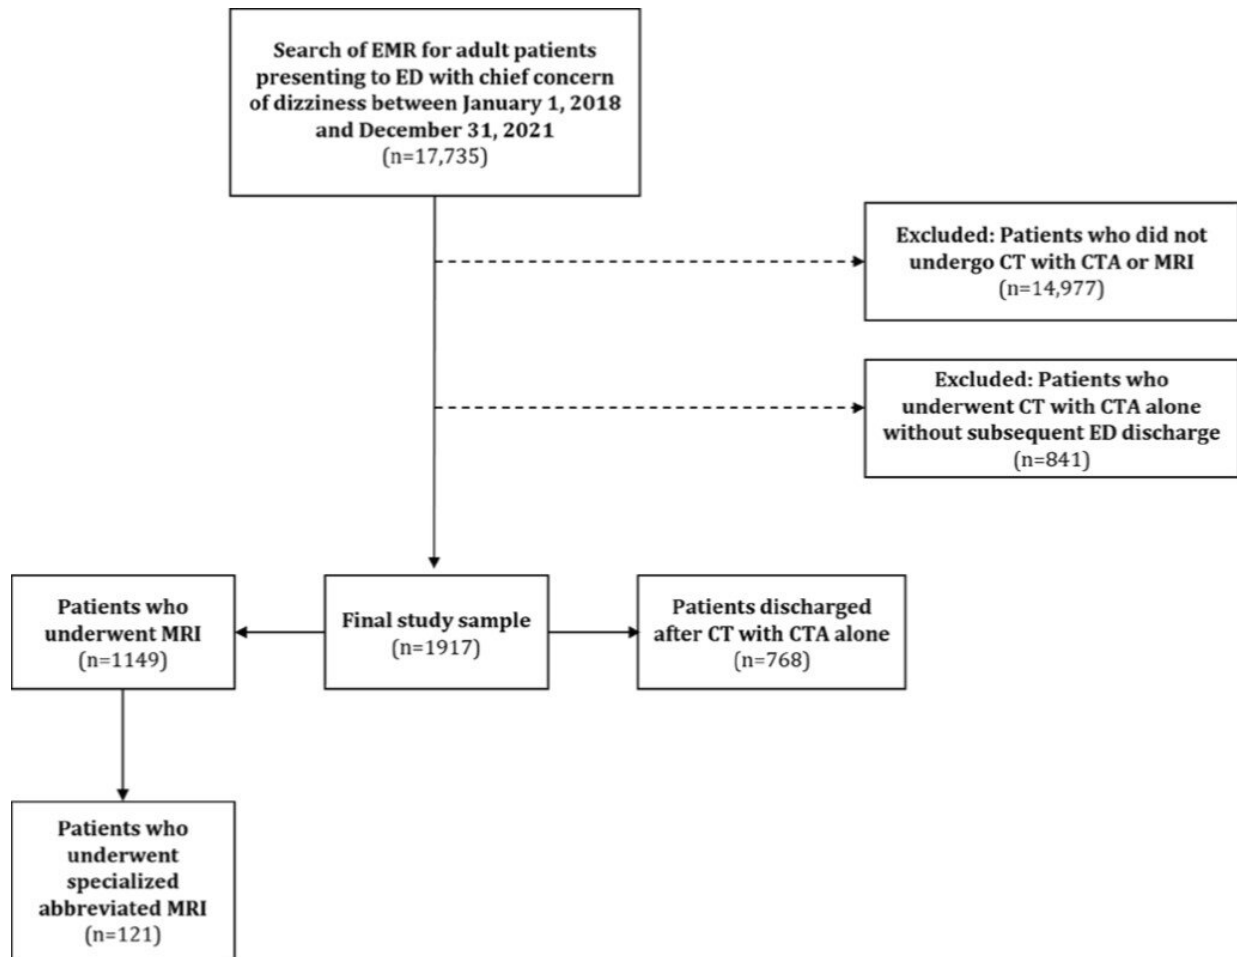 Search of EMR for adult patients
presenting to ED with chief concern
of dizziness between January 1, 2018
and December 31, 2021
(n=17,735)
Excluded: Patients who did not
undergo CT with CTA or MRI
(n=14,977)
Excluded: Patients who
underwent CT with CTA alone
without subsequent ED discharge
(n=841)
Patients who
underwent MRI
(n=1149)
Final study sample
(n=1917)
Patients discharged
after CT with CTA alone
(n=768)
Patients who
underwent
specialized
abbreviated MRI
(n=121)